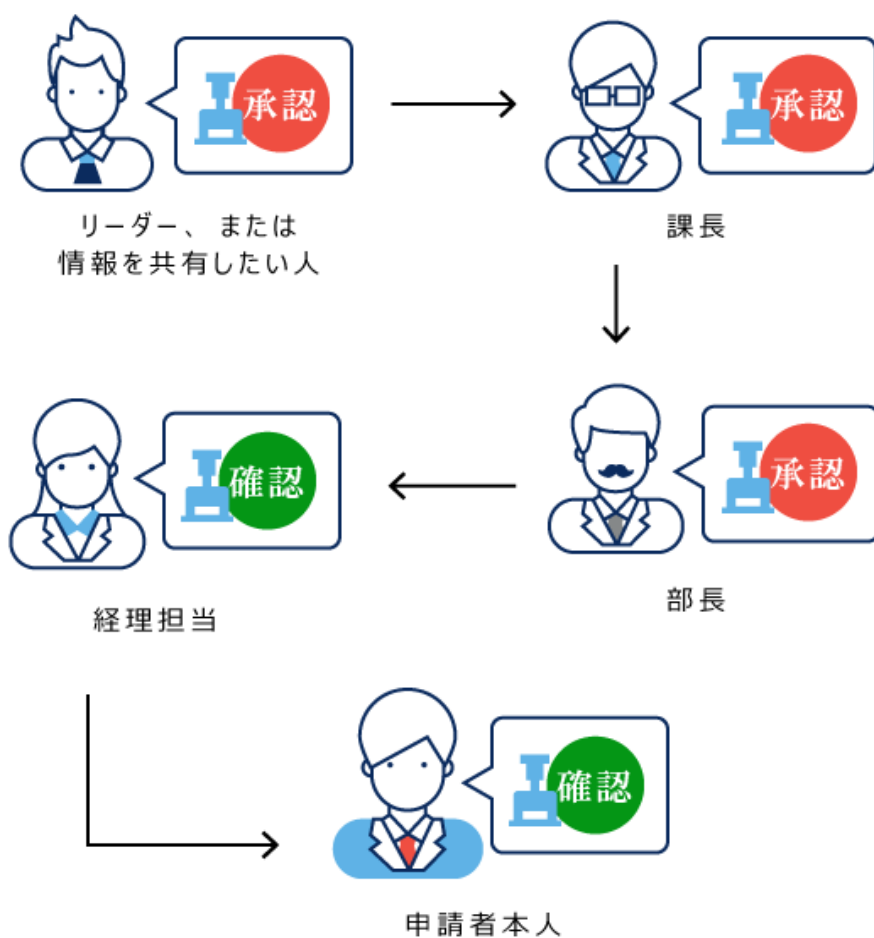 承認
リーダー、または
情報を共有したい人
承認
課長
承認
部長
確認
経理担当
確認
申請者本人